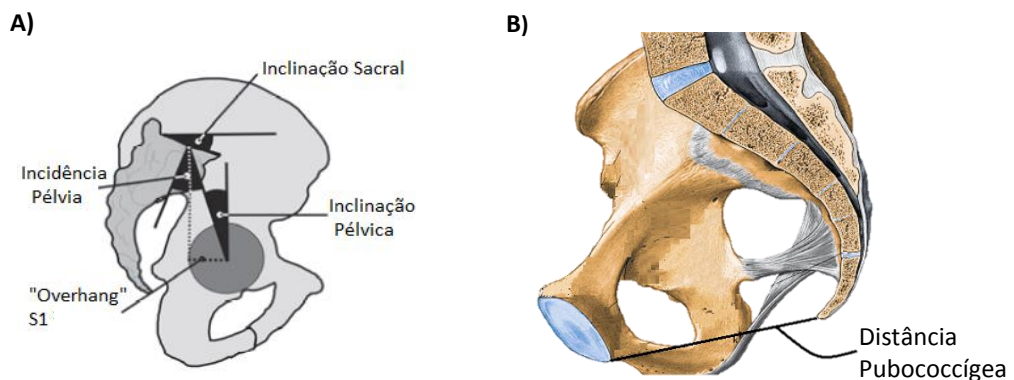 A)
Inclinação Sacral
Incidência
Pélvia
Inclinação
Pélvica
"Overhang"
S1
B)
Distância
Pubococcígea